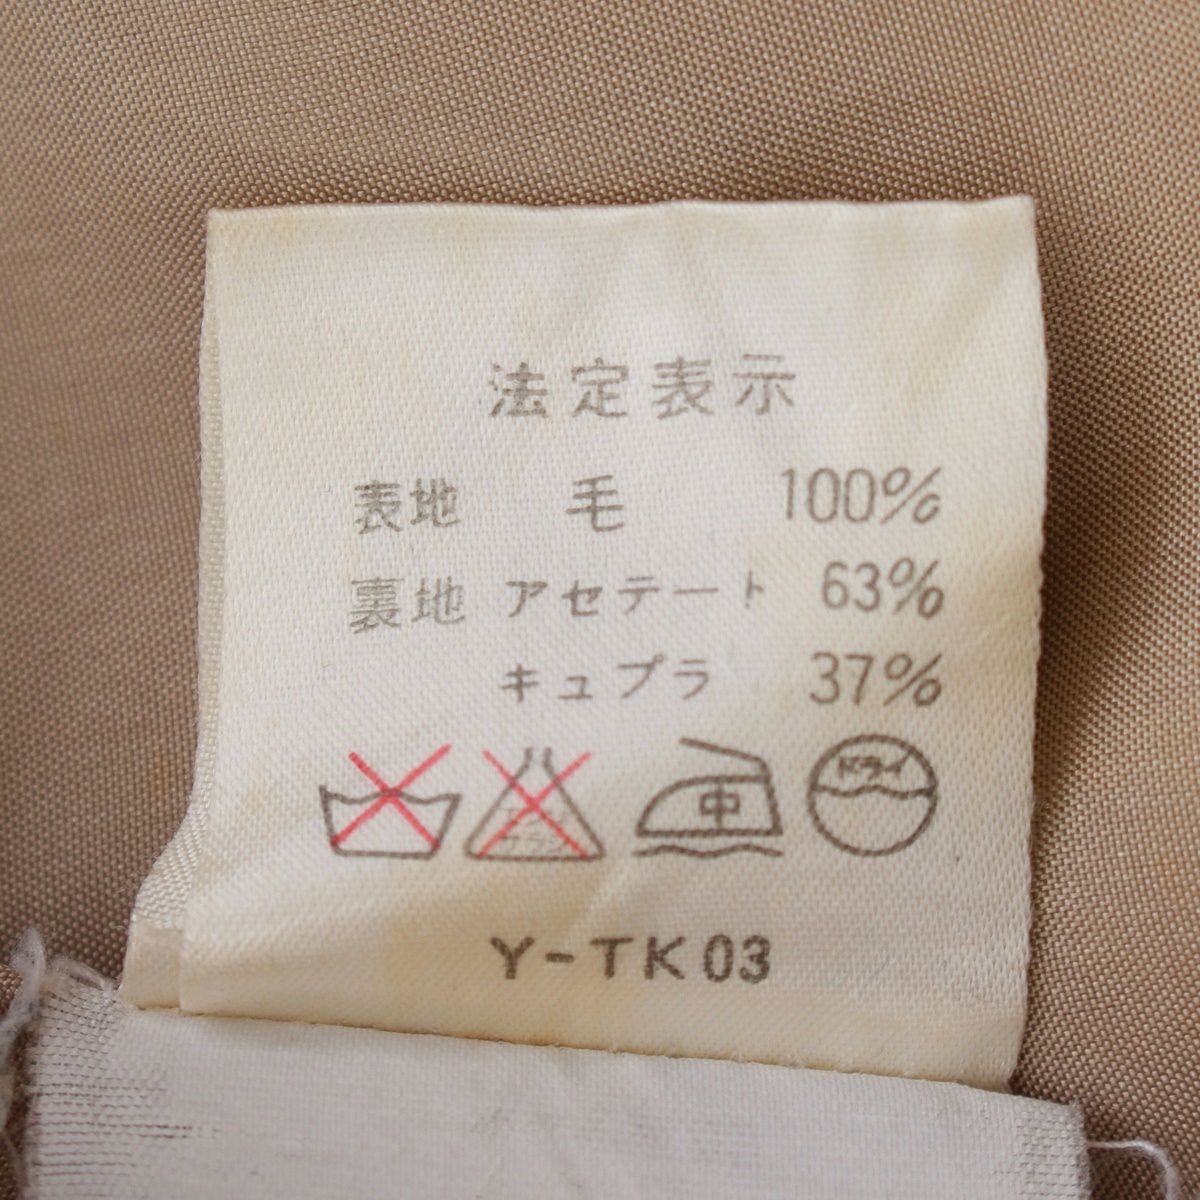 法定表示
表地 毛 100%
裏地 アセテート 63%
キュプラ 37%
中 ドライ
Y-TK03